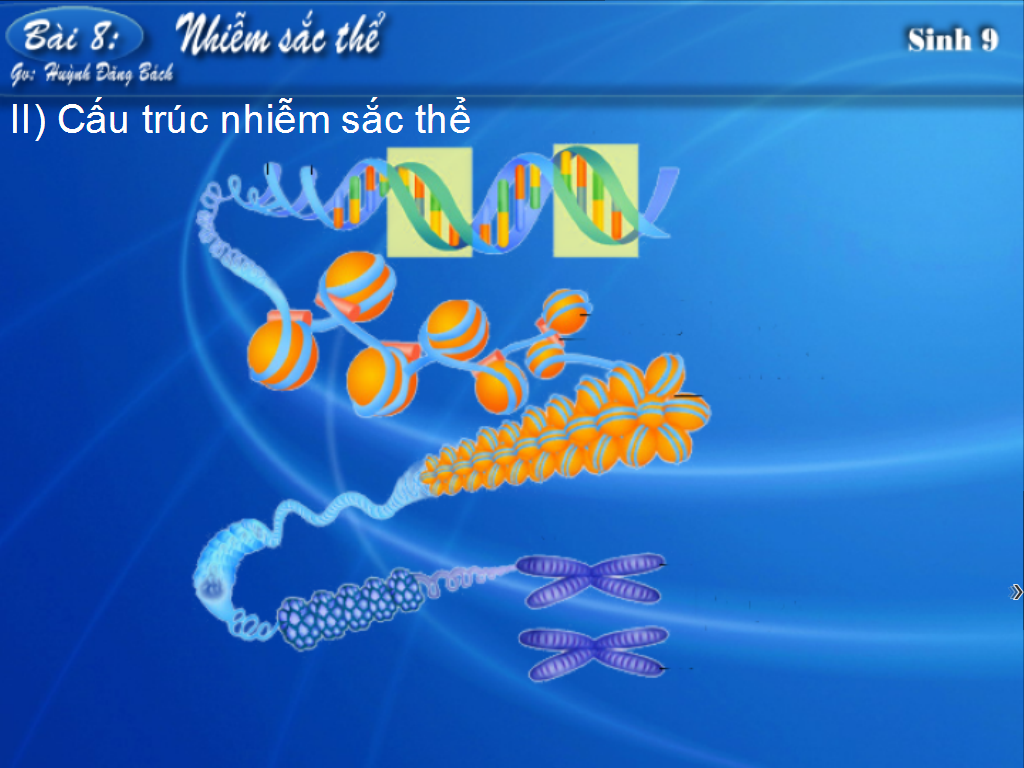 Bài 8: Nhiễm sắc thể
Sinh 9
Gv: Huỳnh Đăng Bách
II) Cấu trúc nhiễm sắc thể